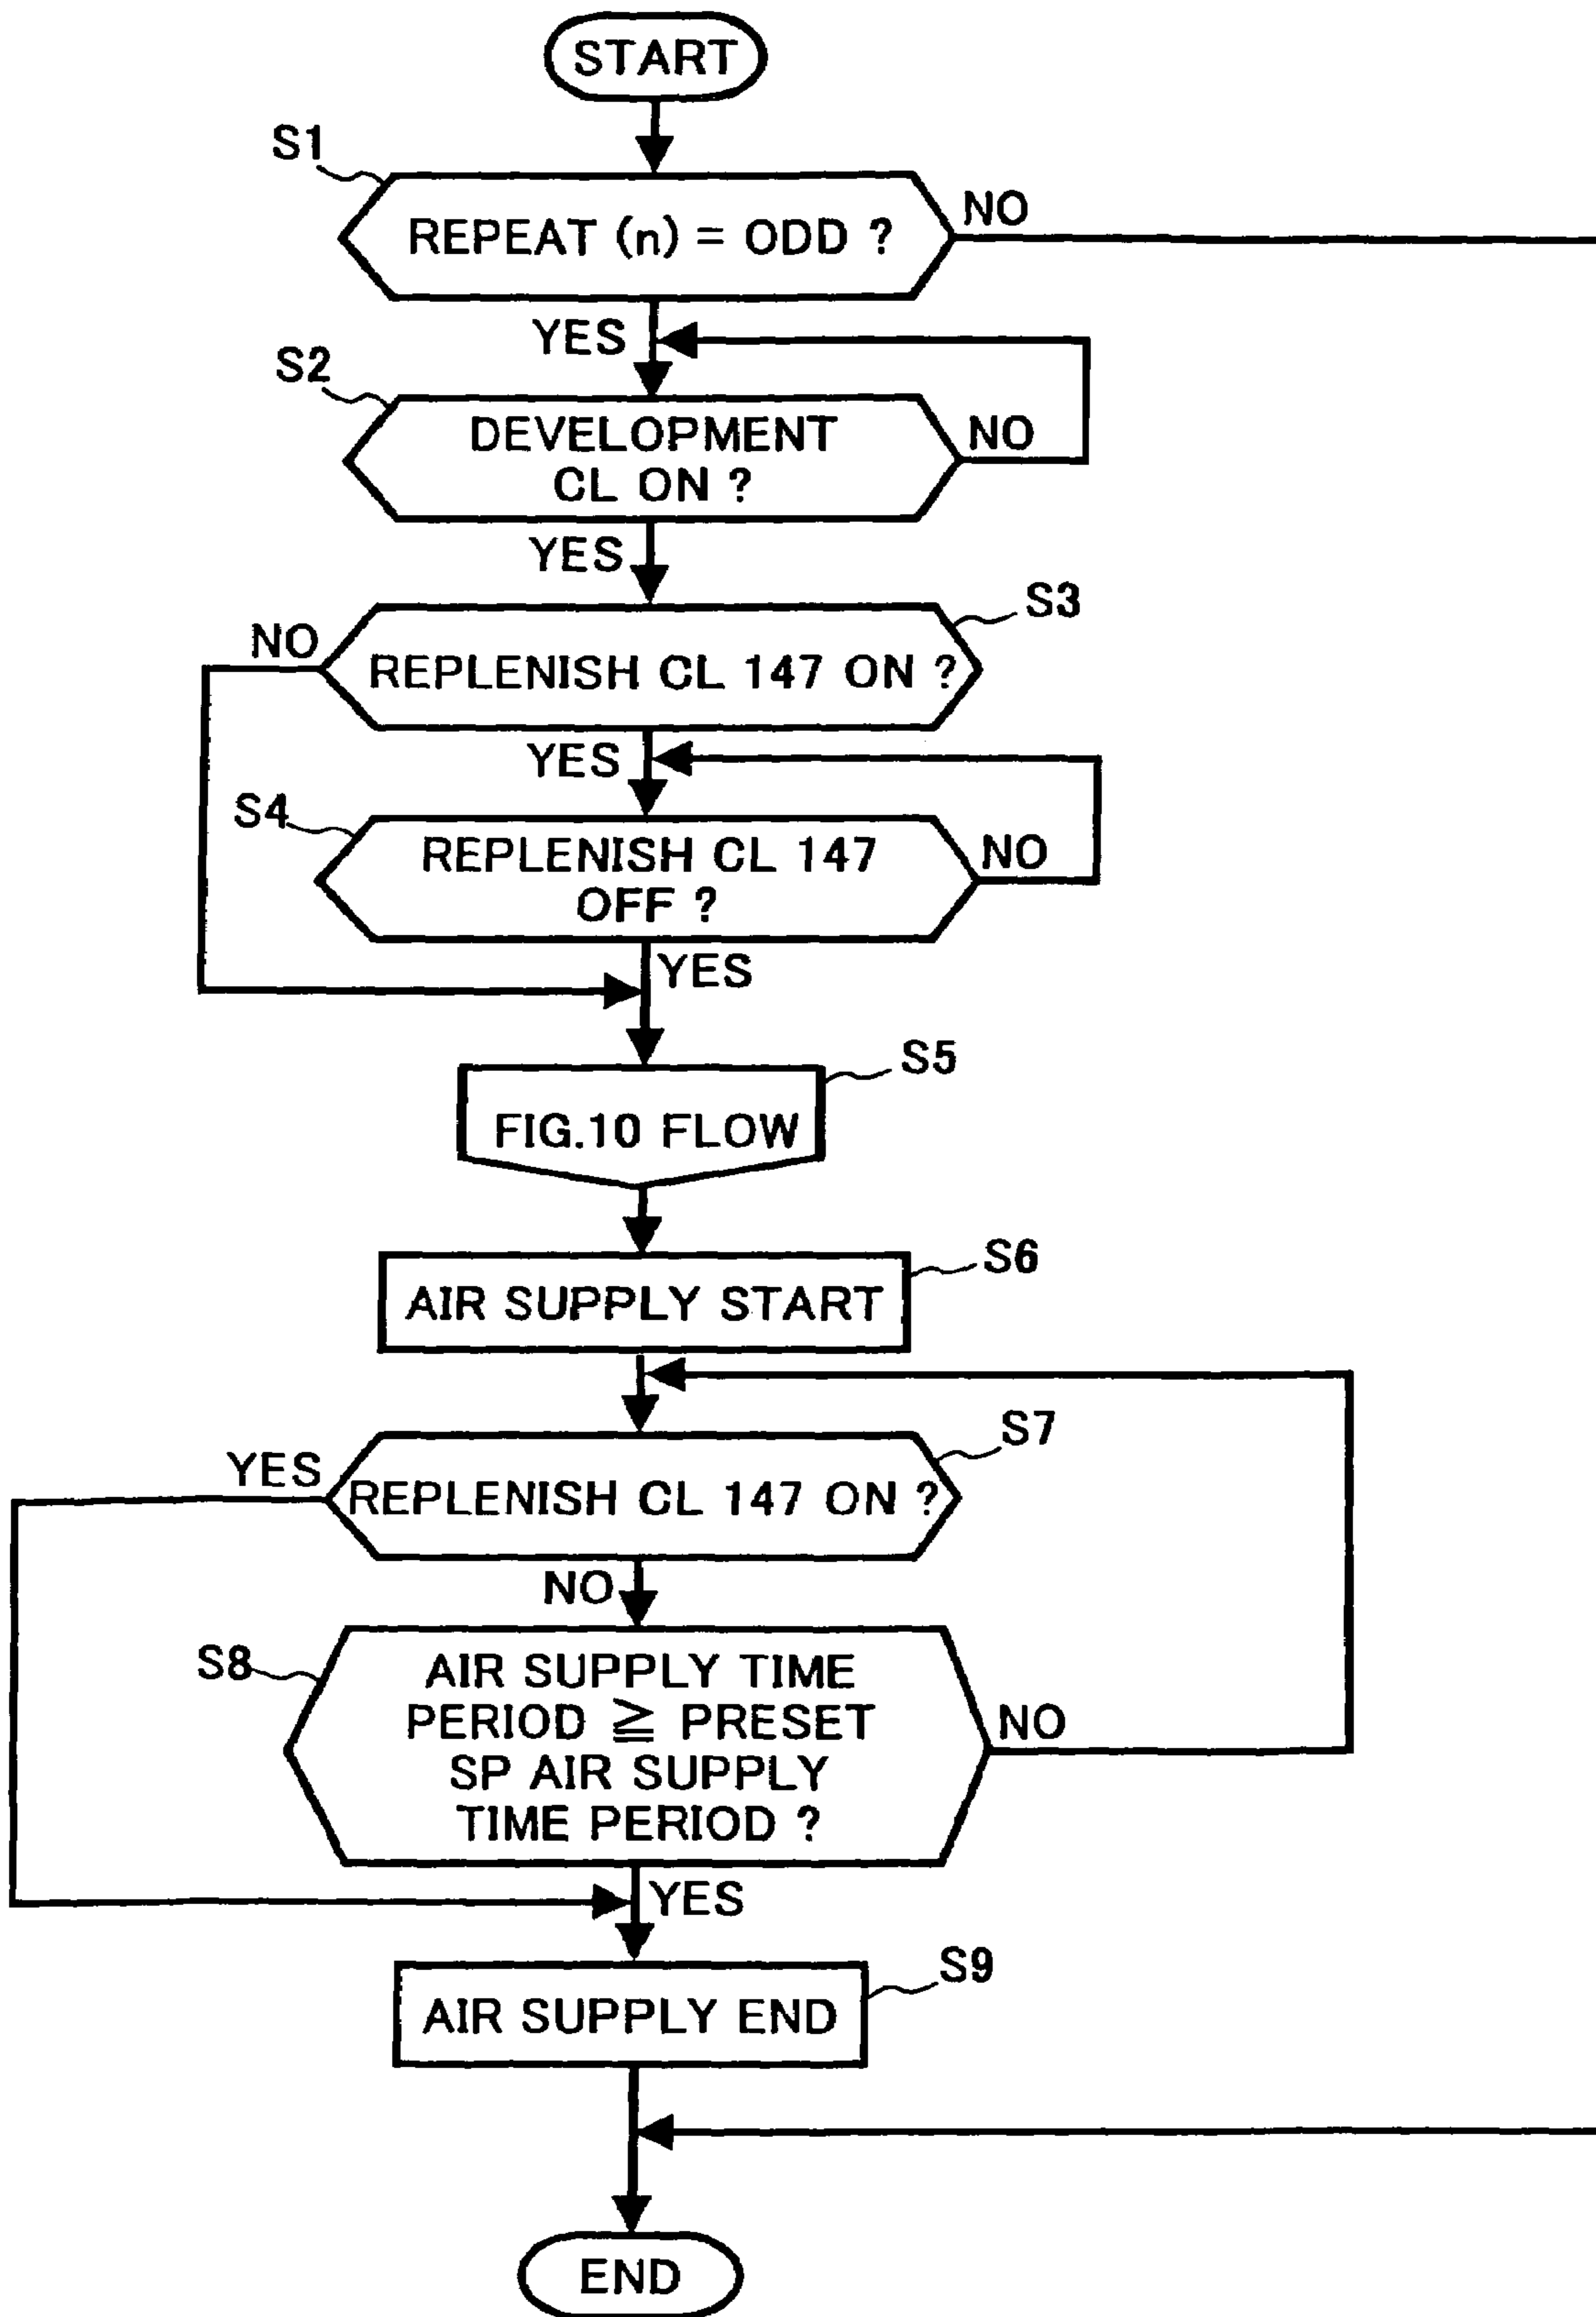 START
S1
REPEAT (n) = ODD ?
NO
YES
S2
DEVELOPMENT
CL ON ?
NO
YES
S3
NO
REPLENISH CL 147 ON ?
YES
S4
REPLENISH CL 147
OFF ?
NO
YES
S5
FIG.10 FLOW
S6
AIR SUPPLY START
S7
YES
REPLENISH CL 147 ON ?
NO
S8
AIR SUPPLY TIME
PERIOD ≧ PRESET
SP AIR SUPPLY
TIME PERIOD ?
NO
YES
S9
AIR SUPPLY END
END